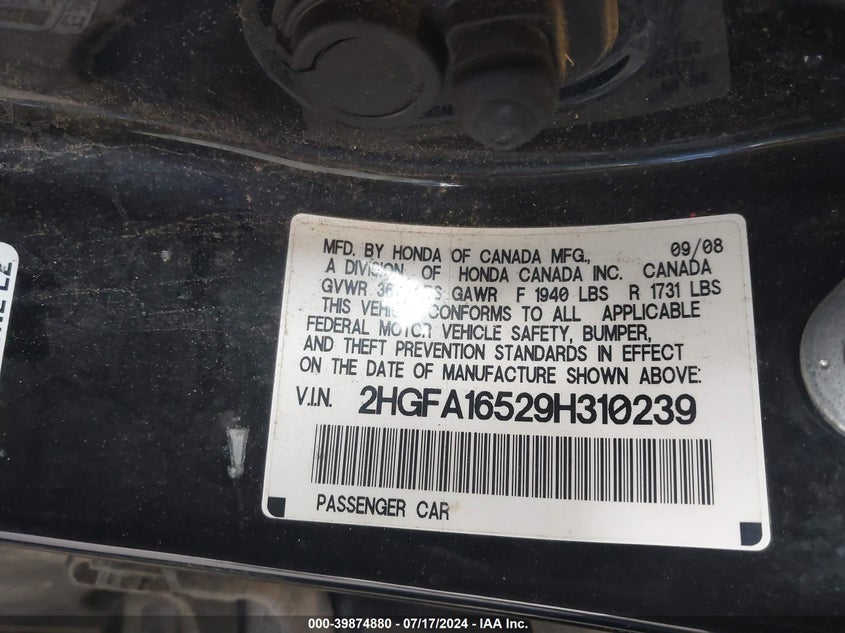 MFD. BY HONDA OF CANADA MFG., 09/08
A DIVISION OF HONDA CANADA INC. CANADA
GVWR GAWR F 1940 LBS R 1731 LBS
THIS CONFORMS TO ALL APPLICABLE
FEDERAL MOTOR VEHICLE SAFETY, BUMPER,
AND THEFT PREVENTION STANDARDS IN EFFECT
ON THE DATE OF MANUFACTURE SHOWN ABOVE:
V.I.N. 2HGFA16529H310239
PASSENGER CAR
000-39874880 - 07/17/2024 - IAA Inc.